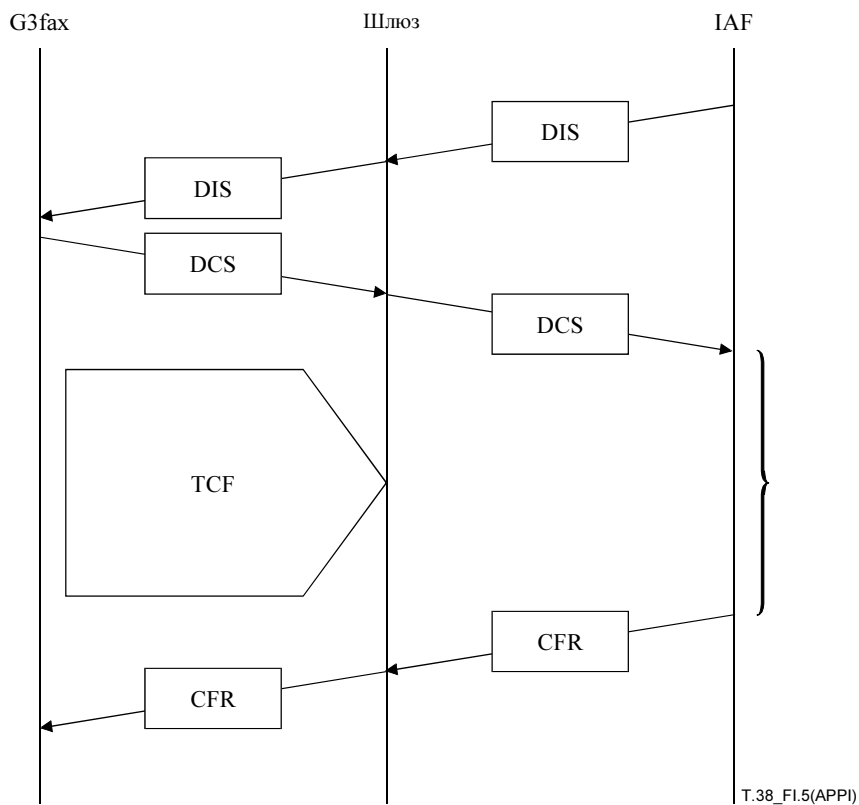 G3fax Шлюз IAF
DIS
DIS
DCS
DCS
TCF
CFR
CFR
T.38_FI.5(APPI)